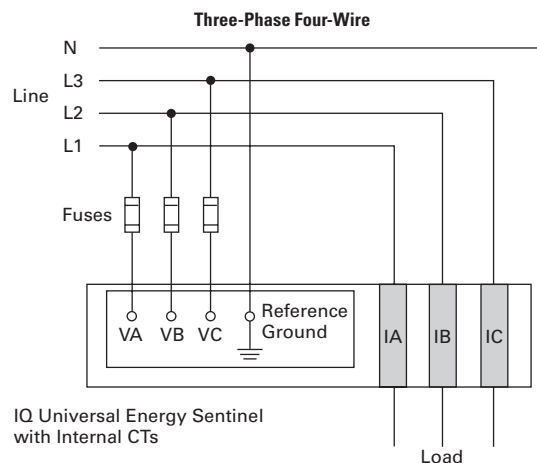 Three-Phase Four-Wire
N
L3
Line
L2
L1
Fuses
VA VB VC Reference
Ground
IA IB IC
IQ Universal Energy Sentinel
with Internal CTs
Load